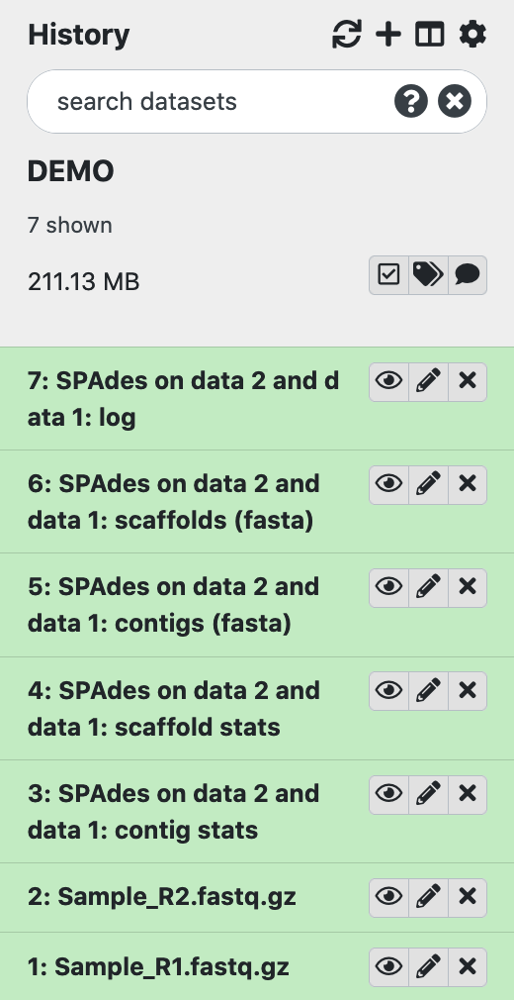 History
search datasets
DEMO
7 shown
211.13 MB
7: SPAdes on data 2 and d
ata 1: log
6: SPAdes on data 2 and
data 1: scaffolds (fasta)
5: SPAdes on data 2 and
data 1: contigs (fasta)
4: SPAdes on data 2 and
data 1: scaffold stats
3: SPAdes on data 2 and
data 1: contig stats
2: Sample_R2.fastq.gz
1: Sample_R1.fastq.gz